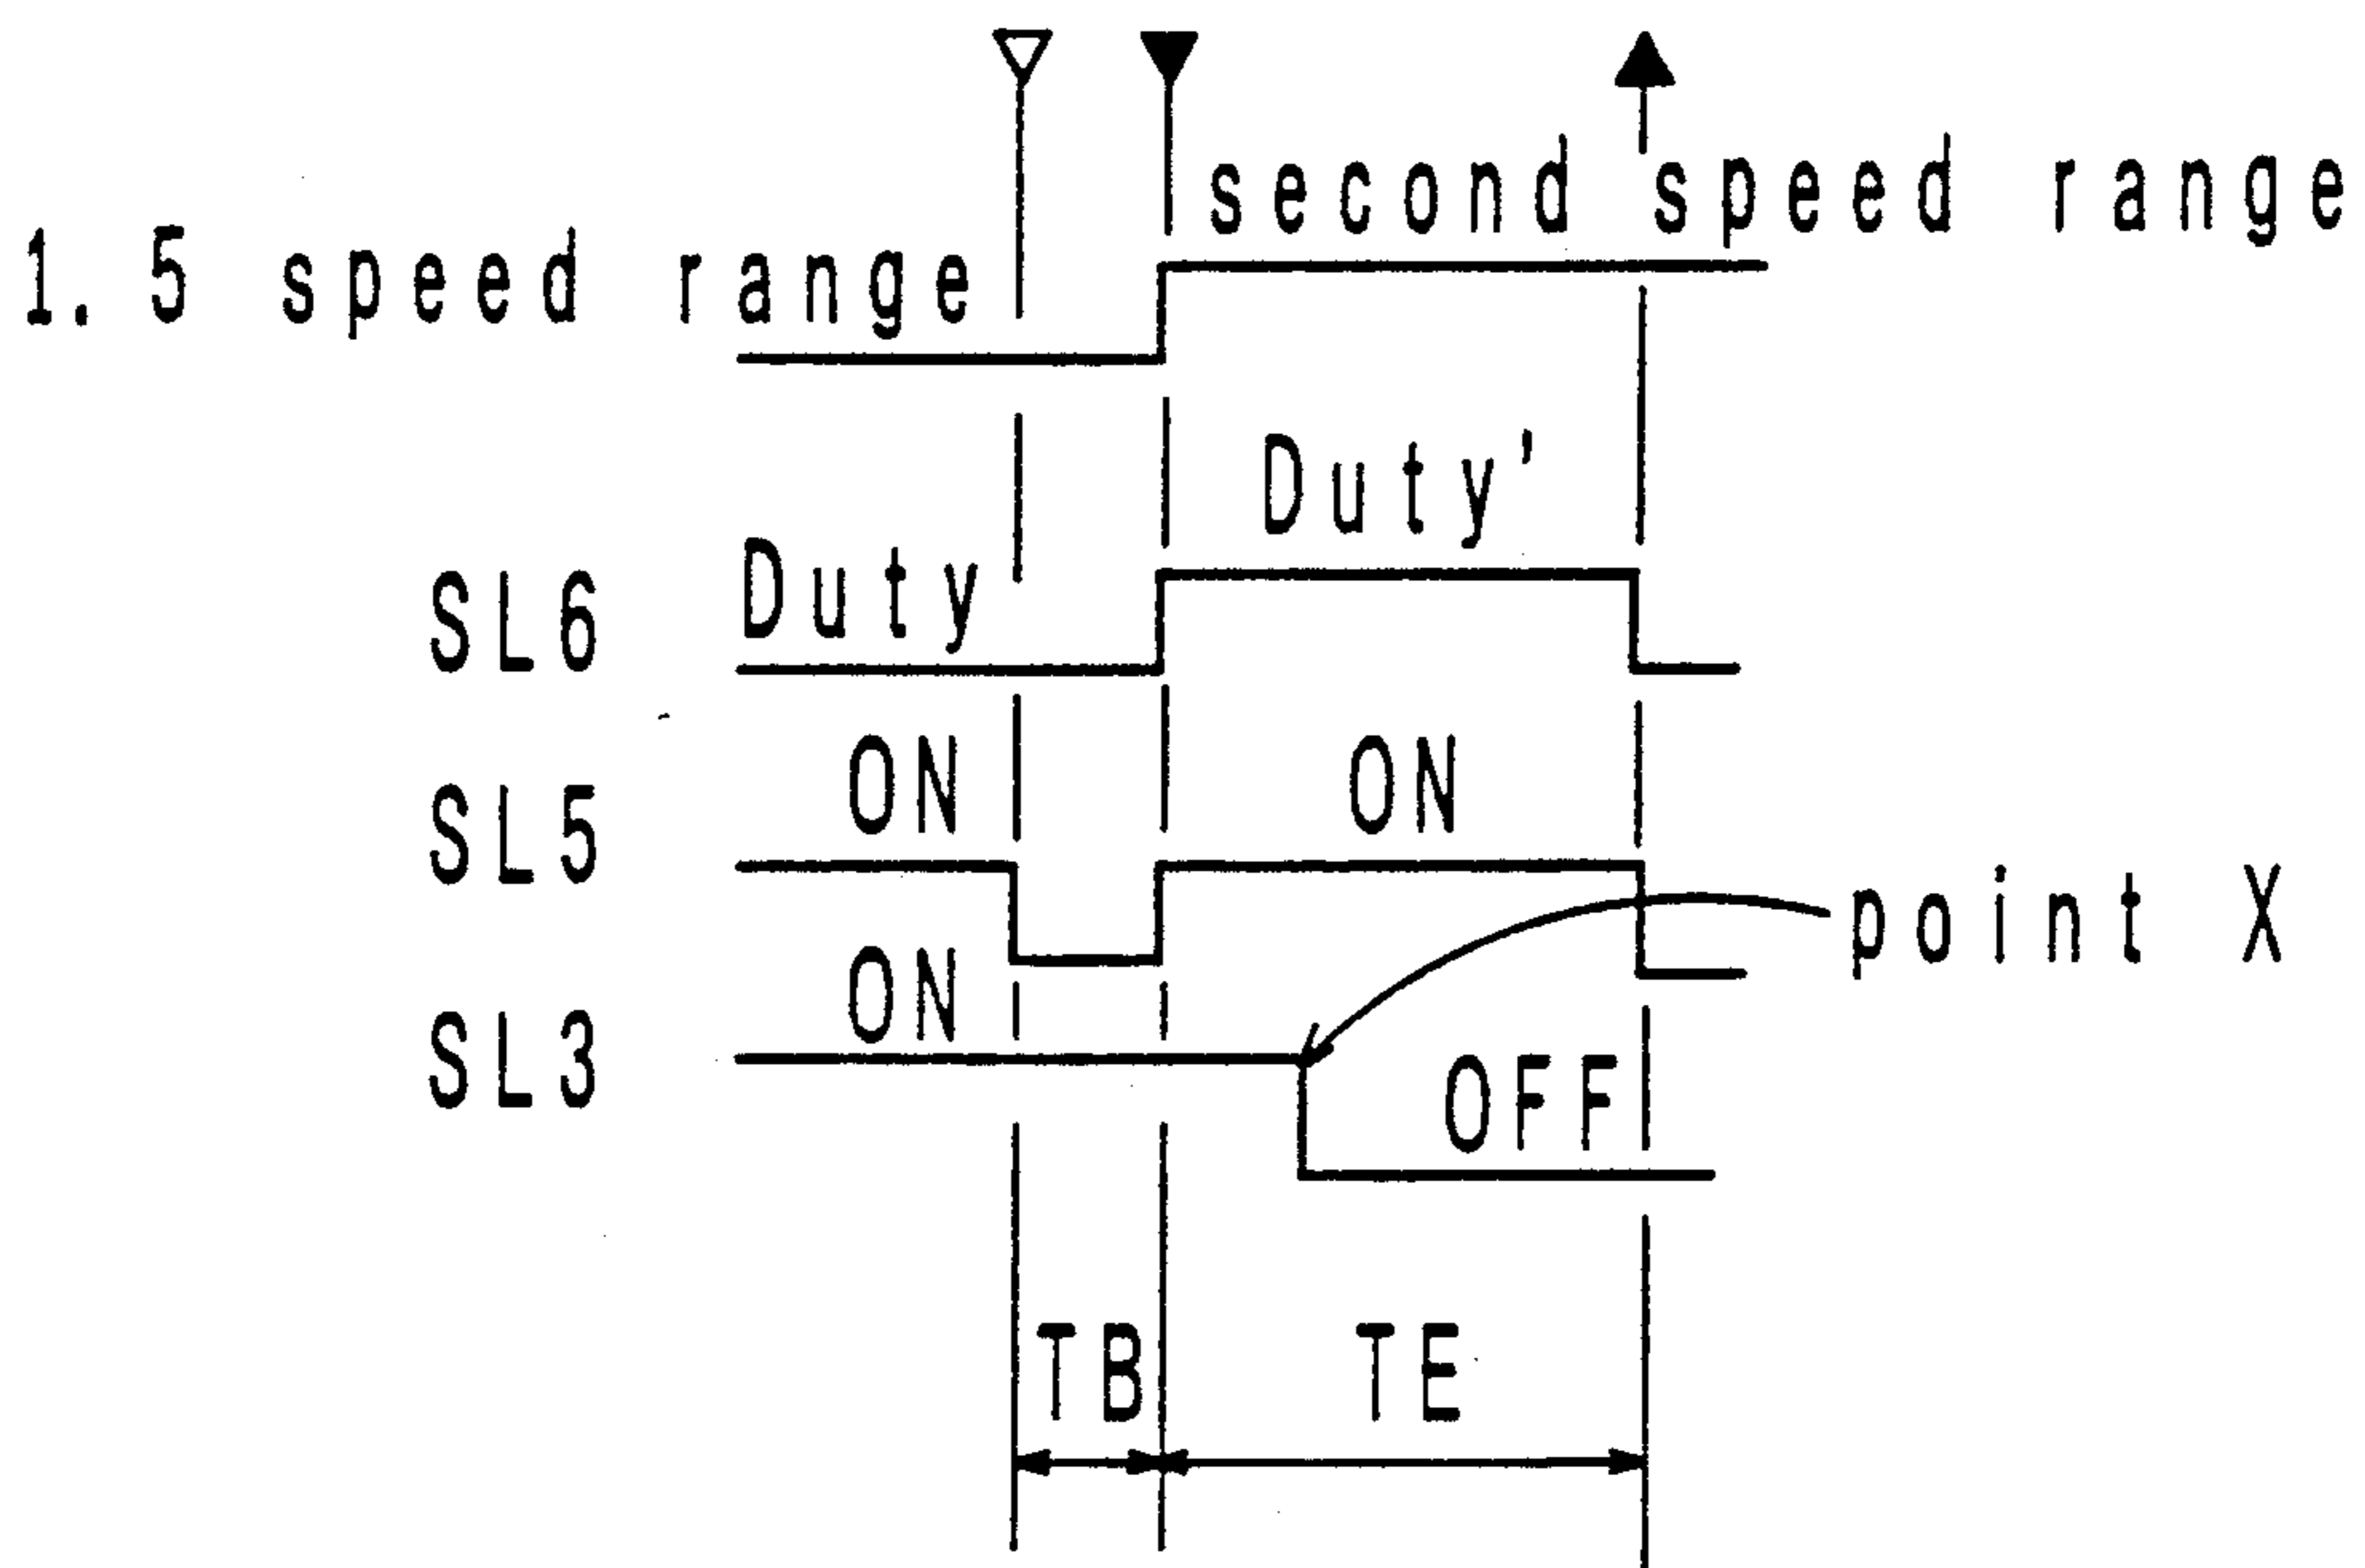 second speed range
1. 5 speed range
Duty'
Duty
SL6
ON ON
SL5
point X
ON
SL3
OFF
TB TE